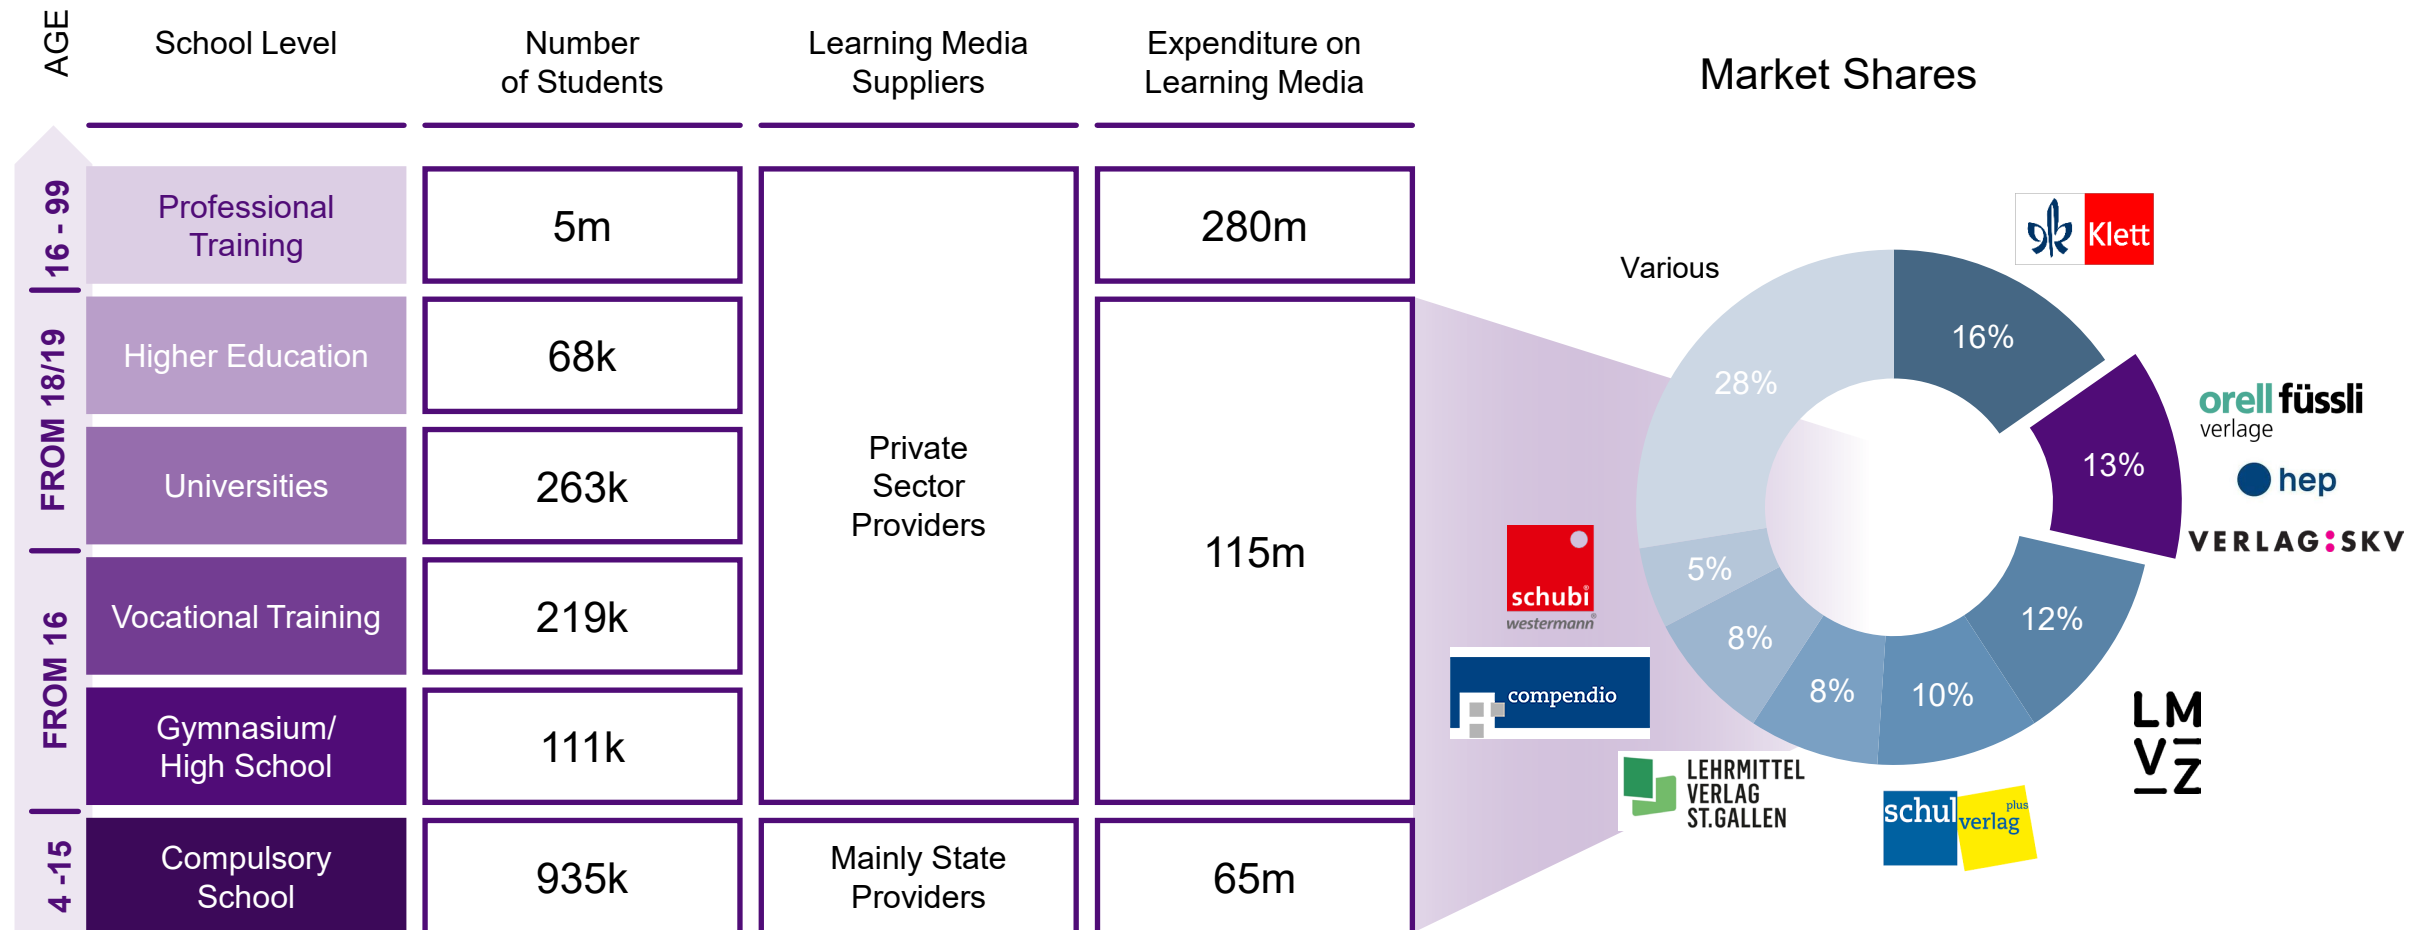 AGE
School Level
Number
of Students
Learning Media
Suppliers
Expenditure on
Learning Media
Market Shares
16 - 99
Professional
Training
5m
280m
FROM 18/19
Higher Education
68k
Universities
263k
Private
Sector
Providers
115m
FROM 16
Vocational Training
219k
Gymnasium/
High School
111k
4 -15
Compulsory
School
935k
Mainly State
Providers
65m
Various
28%
16%
Klett
13%
orell füssli
verlage
hep
VERLAG:SKV
12%
LM
VZ
10%
schul
plus
verlag
8%
LEHRMITTEL
VERLAG
ST.GALLEN
8%
compendio
5%
schubi®
westermann®